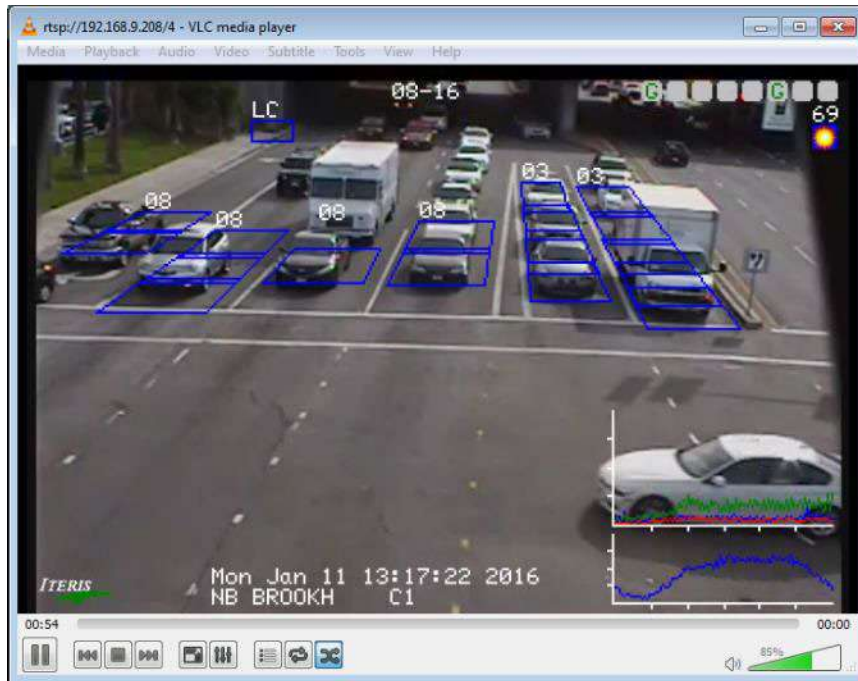 rtsp://192.168.9.208/4 - VLC media player
Media Playback Audio Video Subtitle Tools View Help
08-16
G G
LC
69
03 03
08 08 08 08
ITERIS
Mon Jan 11 13:17:22 2016
NB BROOKH C1
00:54 00:00
85%